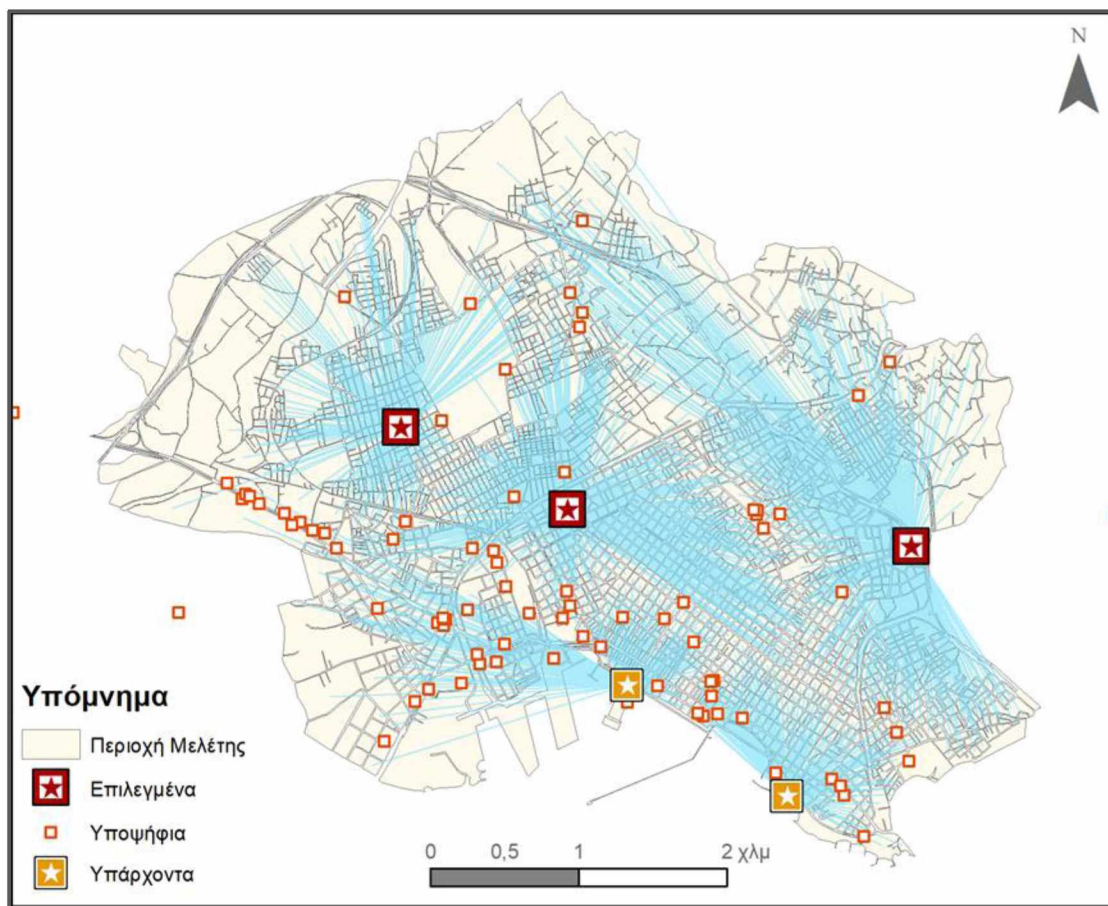 N
Υπόμνημα
Περιοχή Μελέτης
Επιλεγμένα
Υποψήφια
Υπάρχοντα
0 0,5 1 2 χλμ